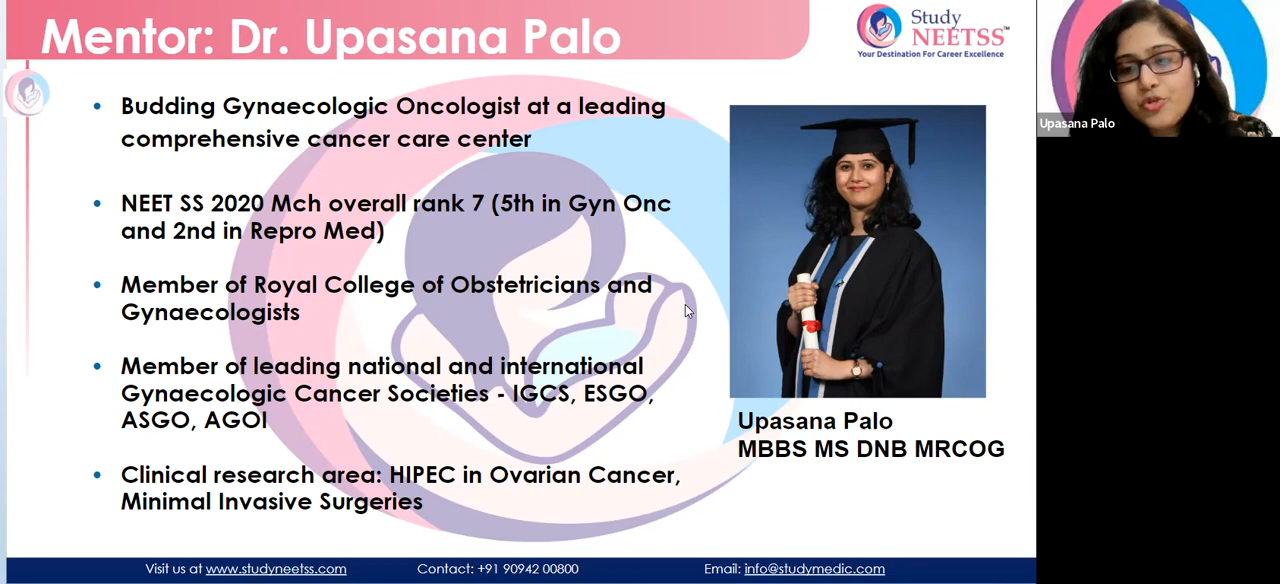 Mentor: Dr. Upasana Palo
Study
NEETSS™
Your Destination For Career Excellence
• Budding Gynaecologic Oncologist at a leading
comprehensive cancer care center
• NEET SS 2020 Mch overall rank 7 (5th in Gyn Onc
and 2nd in Repro Med)
• Member of Royal College of Obstetricians and
Gynaecologists
• Member of leading national and international
Gynaecologic Cancer Societies - IGCS, ESGO,
ASGO, AGOI
• Clinical research area: HIPEC in Ovarian Cancer,
Minimal Invasive Surgeries
Upasana Palo
MBBS MS DNB MRCOG
Upasana Palo
Visit us at www.studyneetss.com Contact: +91 90942 00800 Email: info@studymedic.com